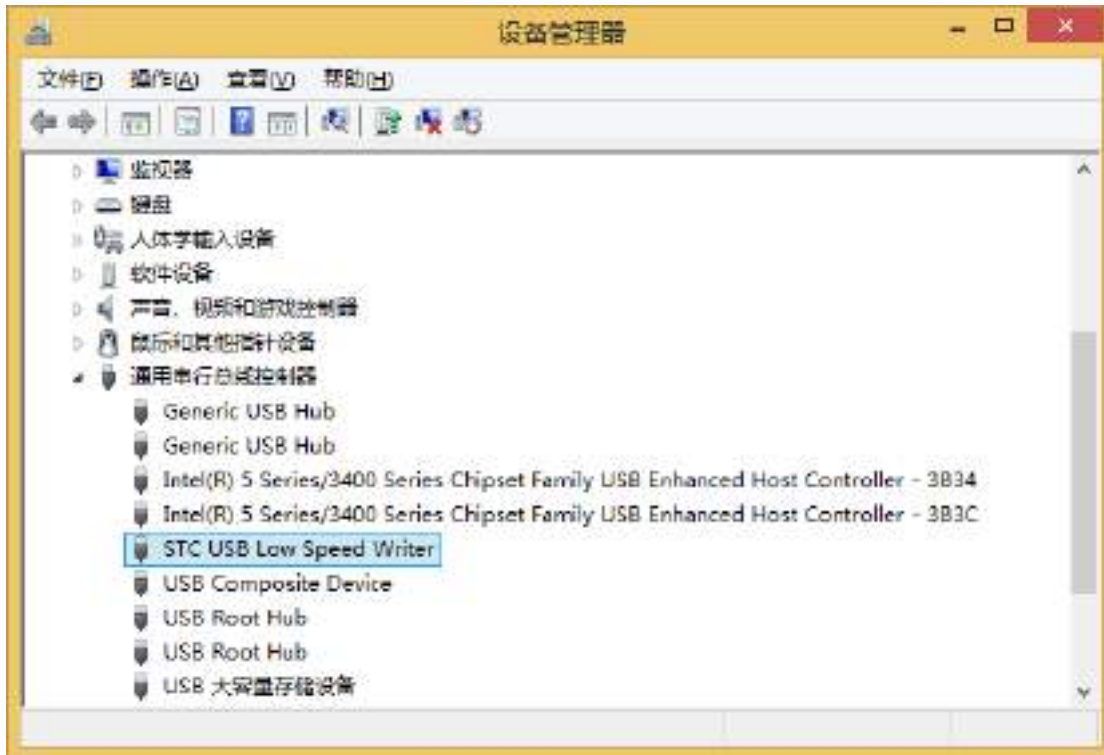 设备管理器
文件(F) 操作(A) 查看(V) 帮助(H)
监视器
键盘
人体学输入设备
软件设备
声音、视频和游戏控制器
鼠标和其他指针设备
通用串行总线控制器
Generic USB Hub
Generic USB Hub
Intel(R) 5 Series/3400 Series Chipset Family USB Enhanced Host Controller - 3B34
Intel(R) 5 Series/3400 Series Chipset Family USB Enhanced Host Controller - 3B3C
STC USB Low Speed Writer
USB Composite Device
USB Root Hub
USB Root Hub
USB 大容量存储设备